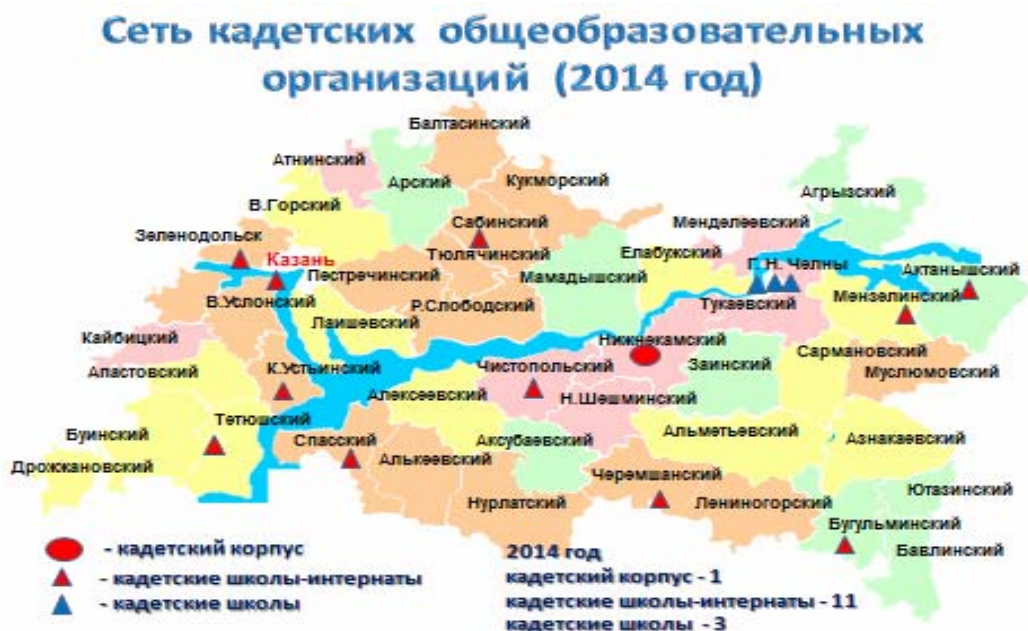 Сеть кадетских общеобразовательных
организаций (2014 год)
Балтасинский
Атнинский
Арский
Кукморский
Агрызский
В.Горский
Сабинский
Менделеевский
Зеленодольск
Казань
Тюлячинский
Елабужский
Г. Н. Челны
Актанышский
Пестречинский
Мамадышский
В.Услонский
Р.Слободский
Тукаевский
Мензелинский
Лаишевский
Кайбицкий
Нижнекамский
Сармановский
Апастовский
К.Устьинский
Чистопольский
Заинский
Муслюмовский
Алексеевский
Н.Шешминский
Тетюшский
Буинский
Спасский
Аксубаевский
Альметьевский
Азнакаевский
Дрожжановский
Алькеевский
Черемшанский
Нурлатский
Лениногорский
Ютазинский
Бугульминский
Бавлинский
- кадетский корпус
- кадетские школы-интернаты
- кадетские школы
2014 год
кадетский корпус - 1
кадетские школы-интернаты - 11
кадетские школы - 3